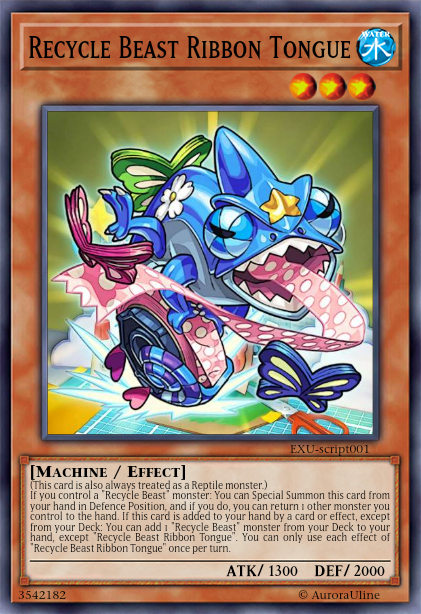 RECYCLE BEAST RIBBON TONGUE
WATER
水
EXU-script001
[MACHINE / EFFECT]
(This card is also always treated as a Reptile monster.)
If you control a "Recycle Beast" monster: You can Special Summon this card from
your hand in Defence Position, and if you do, you can return 1 other monster you
control to the hand. If this card is added to your hand by a card or effect, except
from your Deck: You can add 1 "Recycle Beast" monster from your Deck to your
hand, except "Recycle Beast Ribbon Tongue". You can only use each effect of
"Recycle Beast Ribbon Tongue" once per turn.
ATK/ 1300 DEF/ 2000
3542182 © AuroraUline